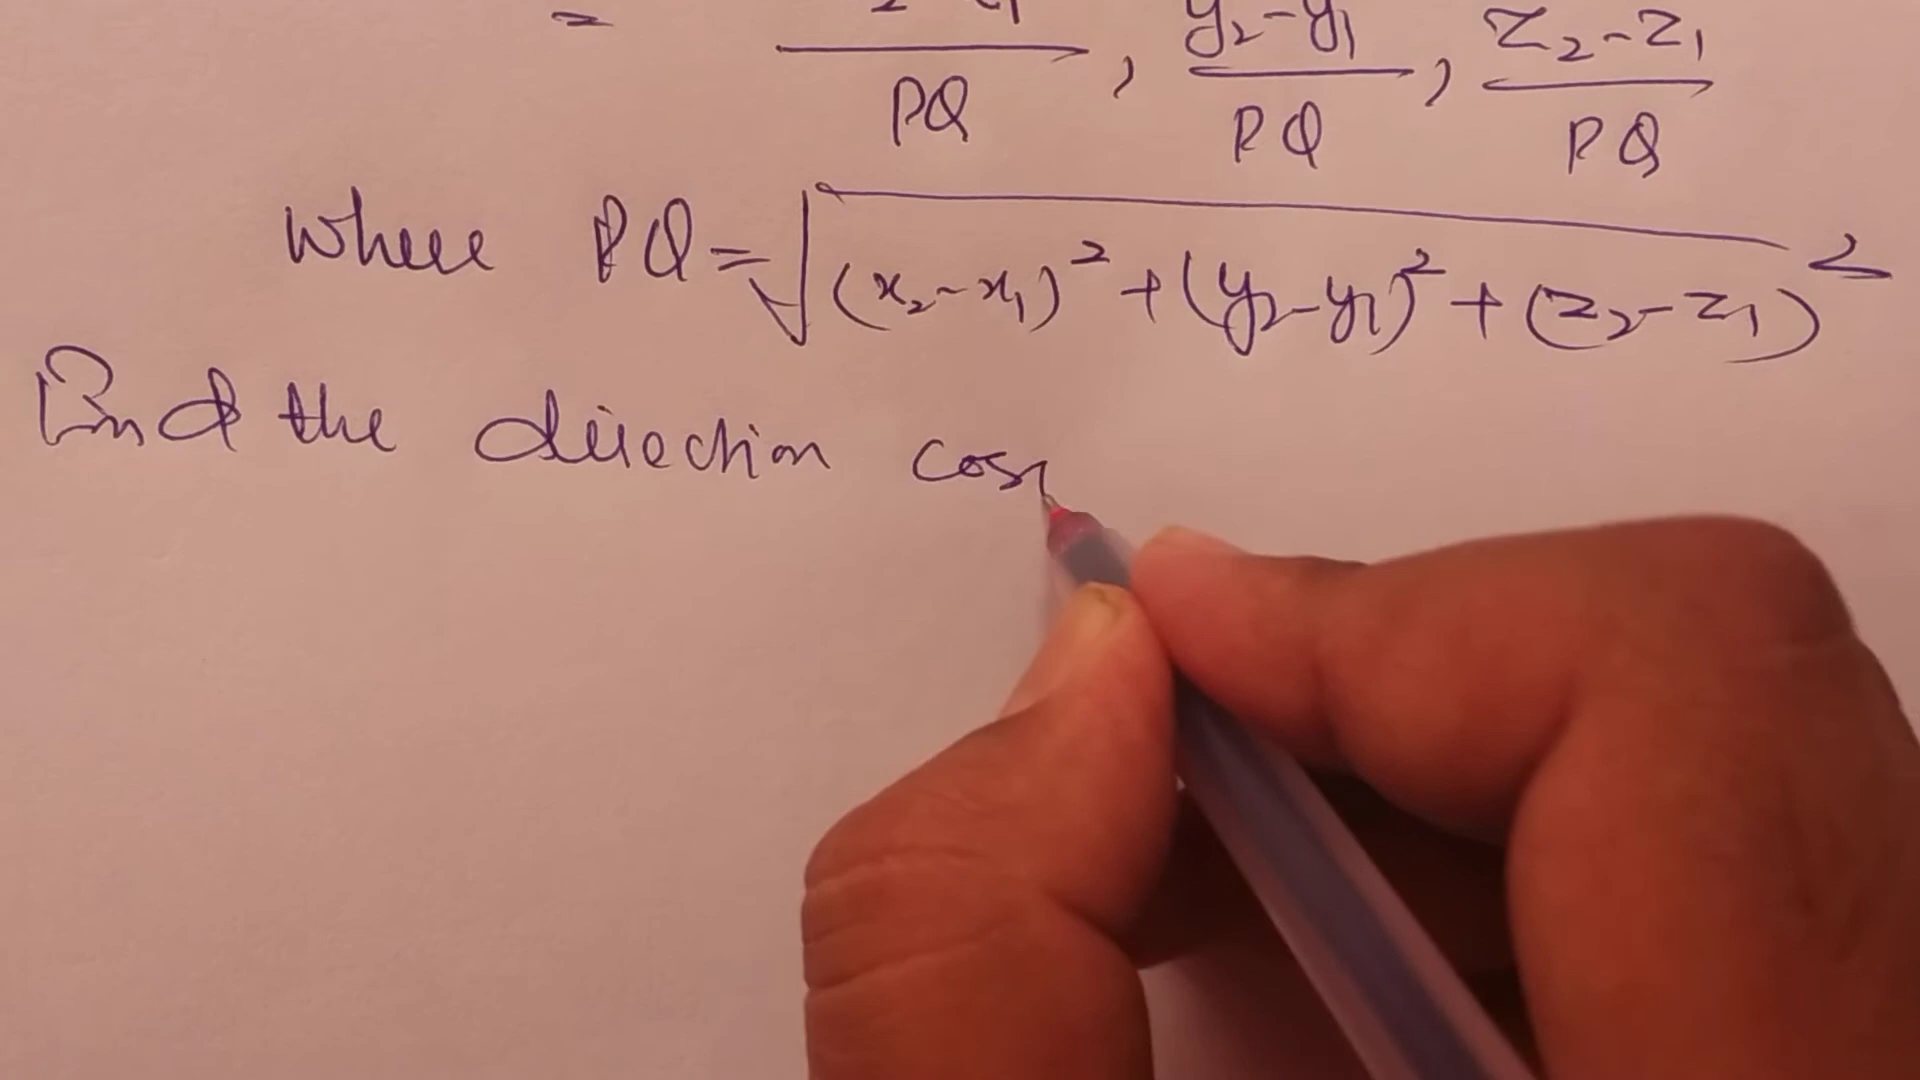 = , y₂-y₁ , z₂-z₁
PQ PQ PQ
where PQ = √(x₂-x₁)² + (y₂-y₁)² + (z₂-z₁)²
Find the direction cosi